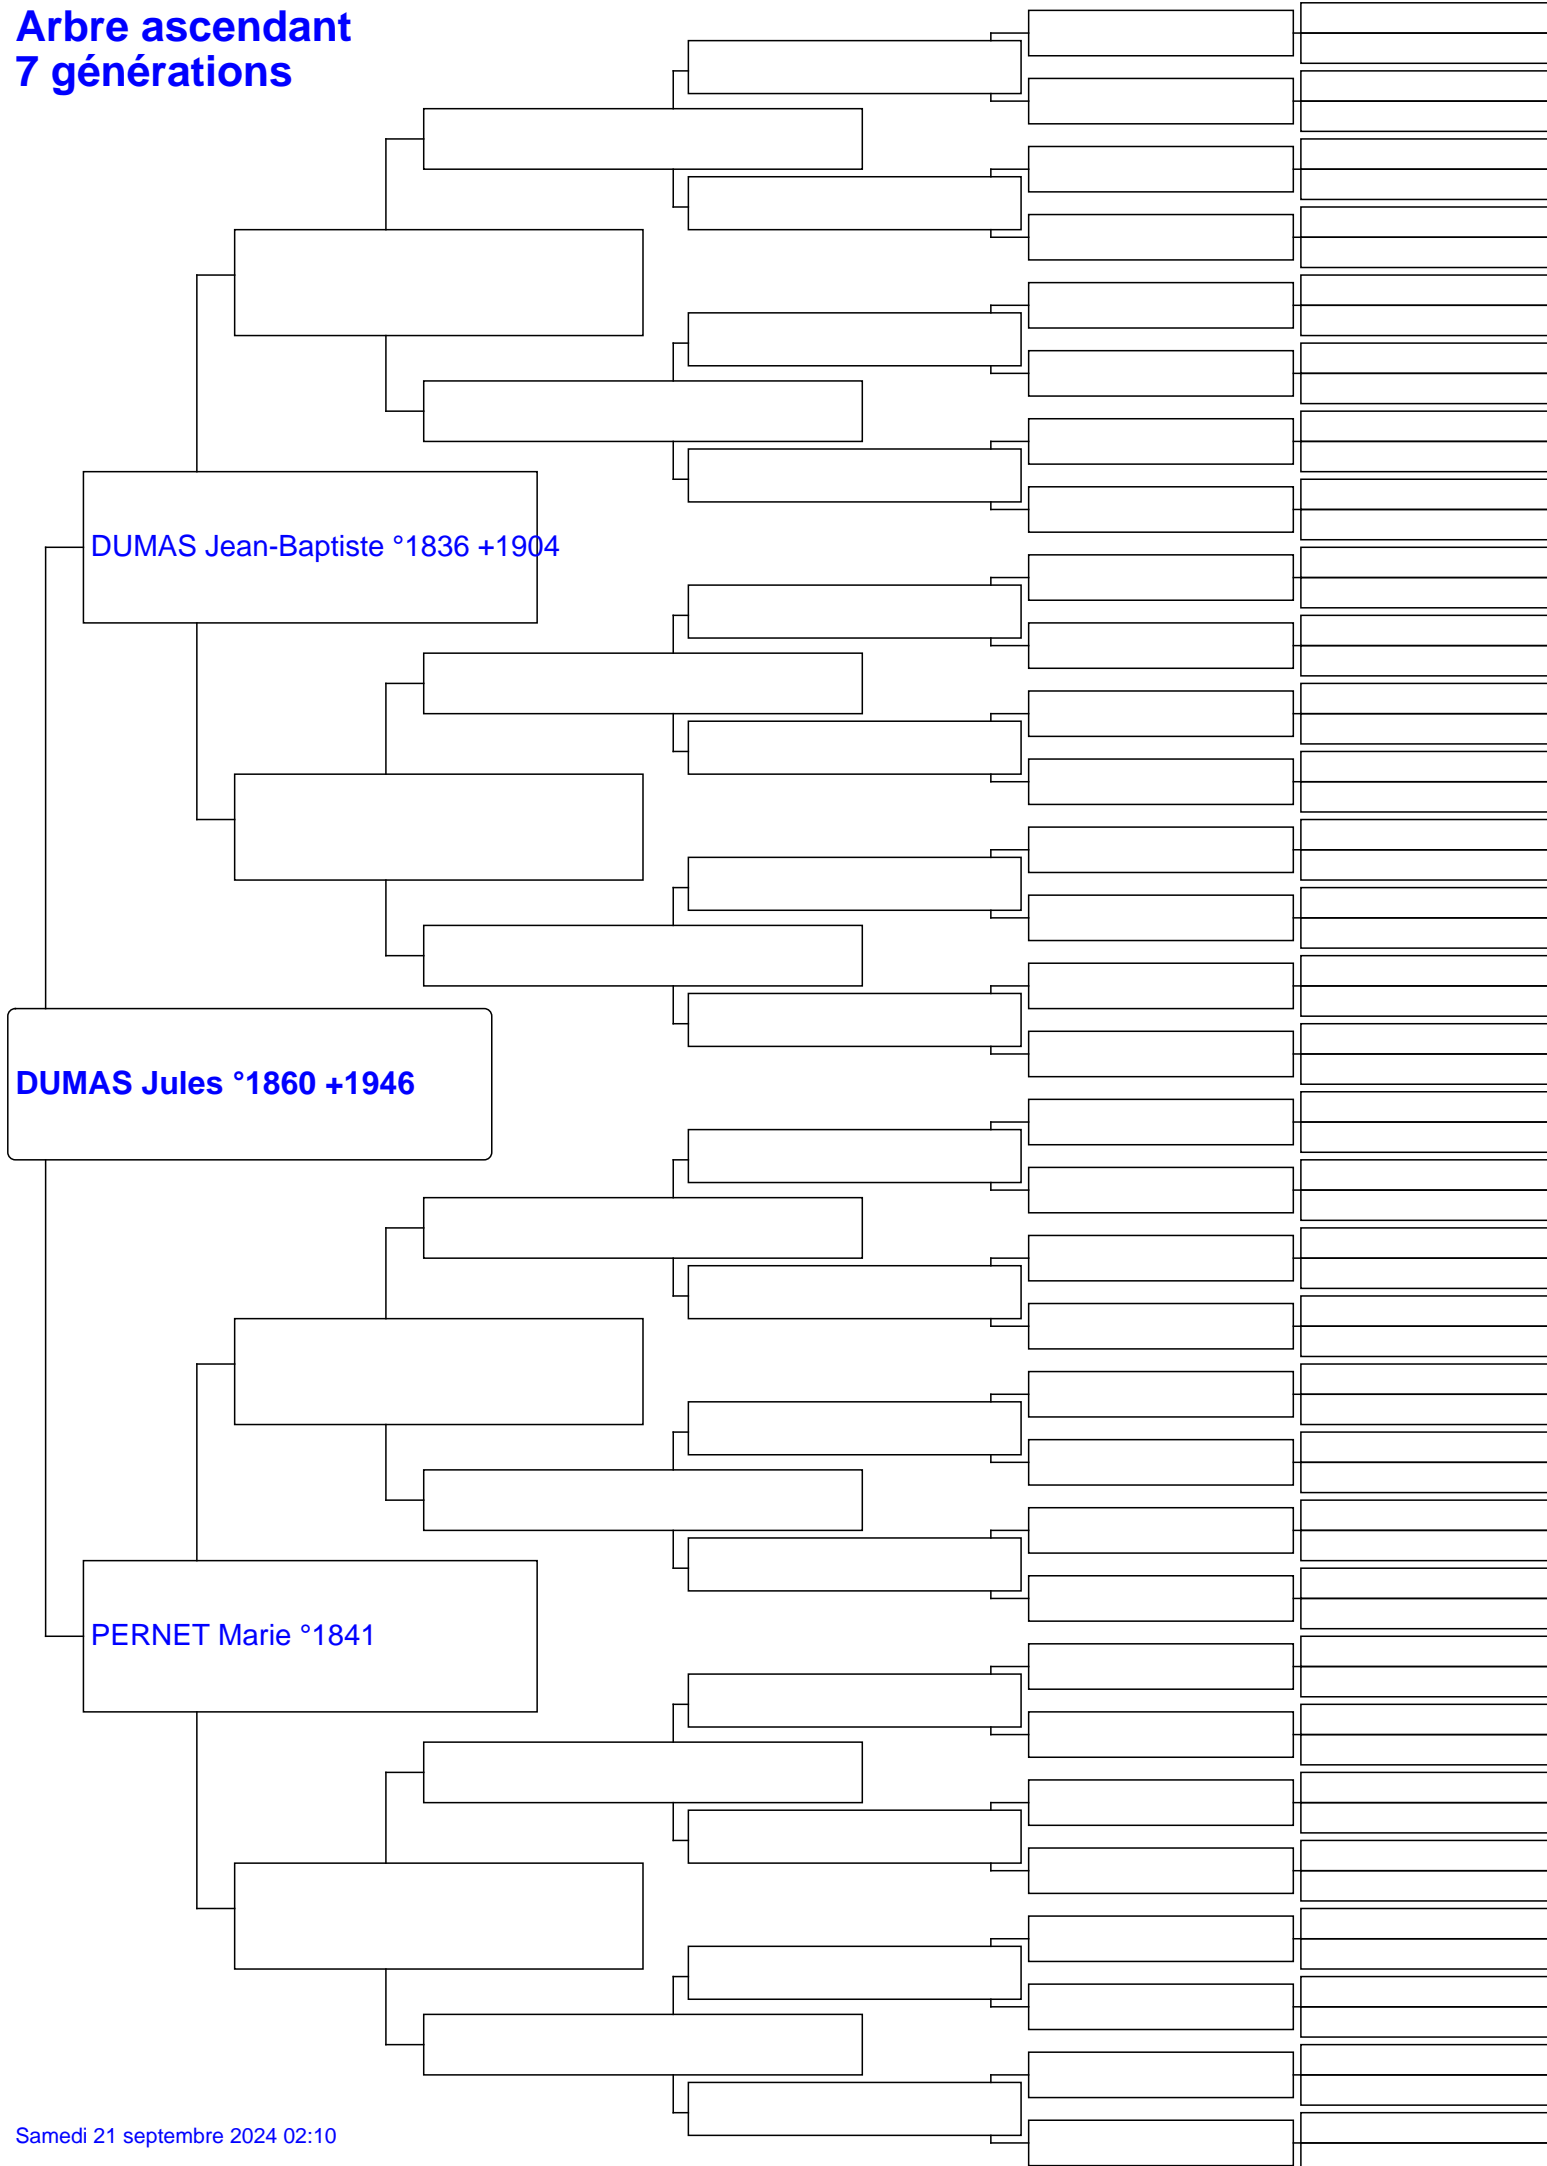 Arbre ascendant
7 générations
DUMAS Jean-Baptiste °1836 +1904
DUMAS Jules °1860 +1946
PERNET Marie °1841
Samedi 21 septembre 2024 02:10